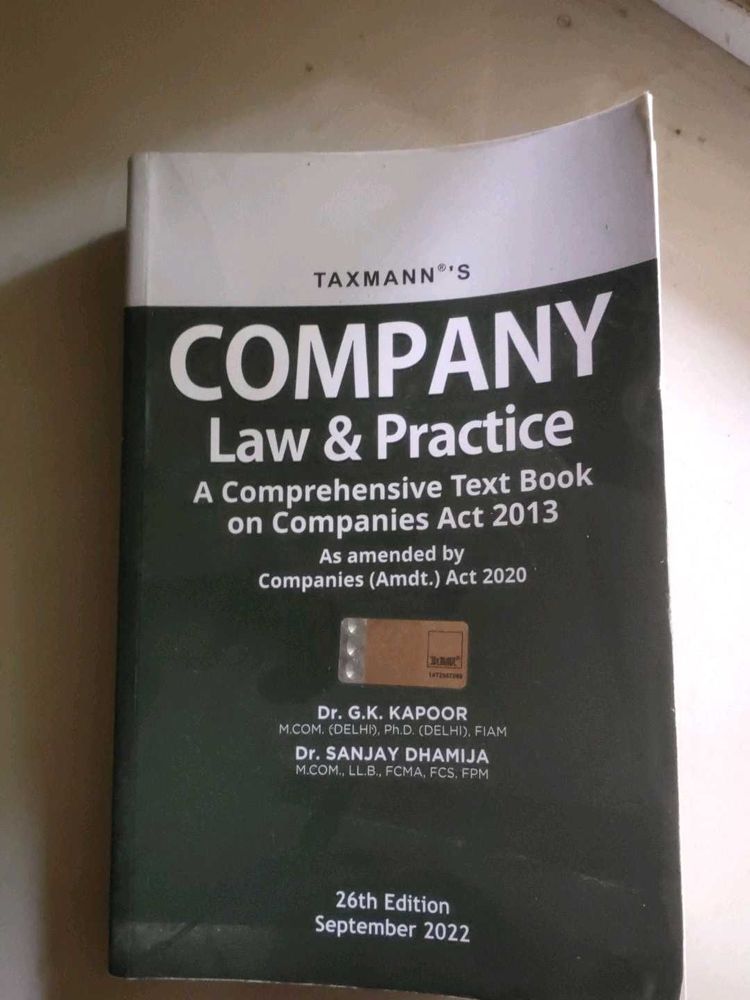 TAXMANN®'S
COMPANY
Law & Practice
A Comprehensive Text Book
on Companies Act 2013
As amended by
Companies (Amdt.) Act 2020
Dr. G.K. KAPOOR
M.COM. (DELHI), Ph.D. (DELHI), FIAM
Dr. SANJAY DHAMIJA
M.COM., LL.B., FCMA, FCS, FPM
26th Edition
September 2022